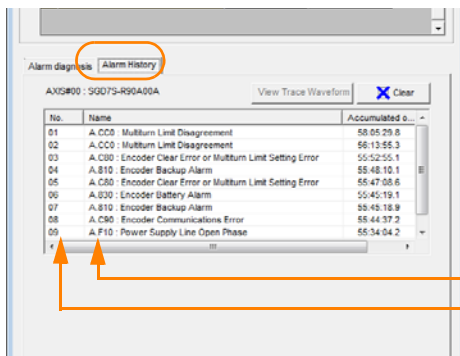 Alarm diagnosis Alarm History
AXIS#00 : SGD7S-R90A00A View Trace Waveform Clear
No. Name Accumulated o...
01 A.CC0 : Multiturn Limit Disagreement 58:05:29.8
02 A.CC0 : Multiturn Limit Disagreement 56:13:55.3
03 A.C80 : Encoder Clear Error or Multiturn Limit Setting Error 55:52:55.1
04 A.810 : Encoder Backup Alarm 55:48:10.1
05 A.C80 : Encoder Clear Error or Multiturn Limit Setting Error 55:47:08.6
06 A.830 : Encoder Battery Alarm 55:45:19.1
07 A.810 : Encoder Backup Alarm 55:45:18.9
08 A.C90 : Encoder Communications Error 55:44:37.2
09 A.F10 : Power Supply Line Open Phase 55:34:04.2